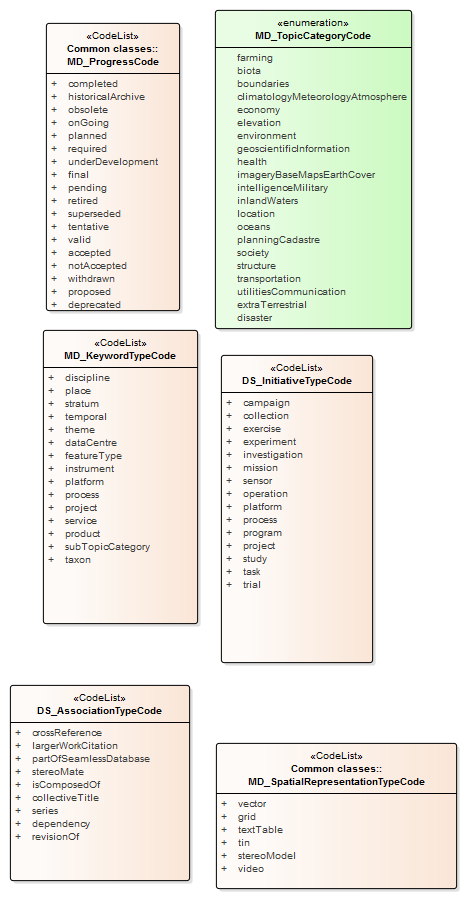 «CodeList»
Common classes::
MD_ProgressCode
+ completed
+ historicalArchive
+ obsolete
+ onGoing
+ planned
+ required
+ underDevelopment
+ final
+ pending
+ retired
+ superseded
+ tentative
+ valid
+ accepted
+ notAccepted
+ withdrawn
+ proposed
+ deprecated
«enumeration»
MD_TopicCategoryCode
farming
biota
boundaries
climatologyMeteorologyAtmosphere
economy
elevation
environment
geoscientificInformation
health
imageryBaseMapsEarthCover
intelligenceMilitary
inlandWaters
location
oceans
planningCadastre
society
structure
transportation
utilitiesCommunication
extraTerrestrial
disaster
«CodeList»
MD_KeywordTypeCode
+ discipline
+ place
+ stratum
+ temporal
+ theme
+ dataCentre
+ featureType
+ instrument
+ platform
+ process
+ project
+ service
+ product
+ subTopicCategory
+ taxon
«CodeList»
DS_InitiativeTypeCode
+ campaign
+ collection
+ exercise
+ experiment
+ investigation
+ mission
+ sensor
+ operation
+ platform
+ process
+ program
+ project
+ study
+ task
+ trial
«CodeList»
DS_AssociationTypeCode
+ crossReference
+ largerWorkCitation
+ partOfSeamlessDatabase
+ stereoMate
+ isComposedOf
+ collectiveTitle
+ series
+ dependency
+ revisionOf
«CodeList»
Common classes::
MD_SpatialRepresentationTypeCode
+ vector
+ grid
+ textTable
+ tin
+ stereoModel
+ video